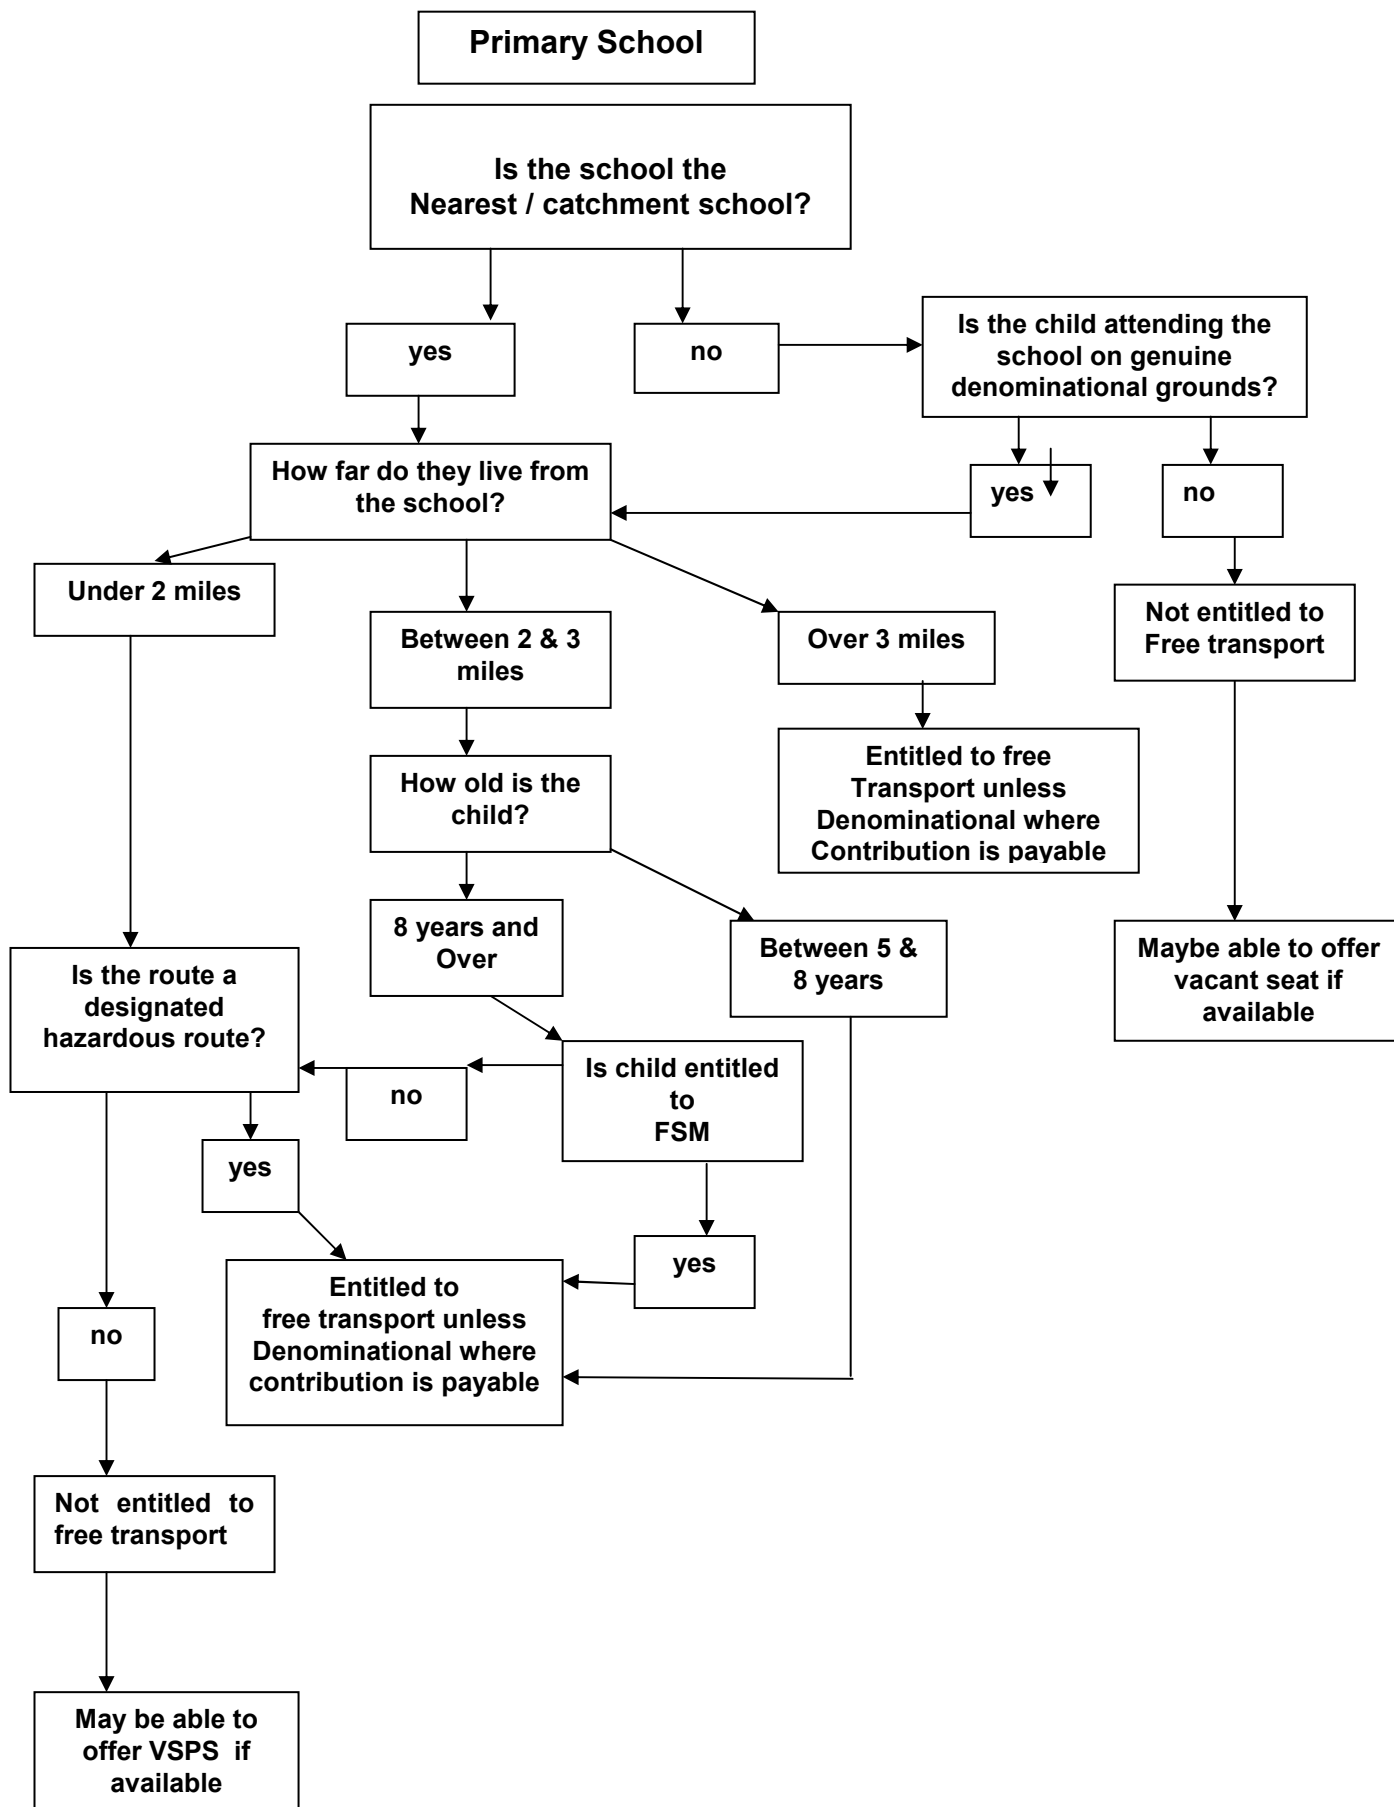 Primary School
Is the school the
Nearest / catchment school?
yes
no
Is the child attending the
school on genuine
denominational grounds?
How far do they live from
the school?
yes
no
Under 2 miles
Between 2 & 3
miles
Over 3 miles
Not entitled to
Free transport
How old is the
child?
Entitled to free
Transport unless
Denominational where
Contribution is payable
8 years and
Over
Between 5 &
8 years
Maybe able to offer
vacant seat if
available
Is the route a
designated
hazardous route?
no
Is child entitled
to
FSM
yes
yes
Entitled to
free transport unless
Denominational where
contribution is payable
no
Not entitled to
free transport
May be able to
offer VSPS if
available